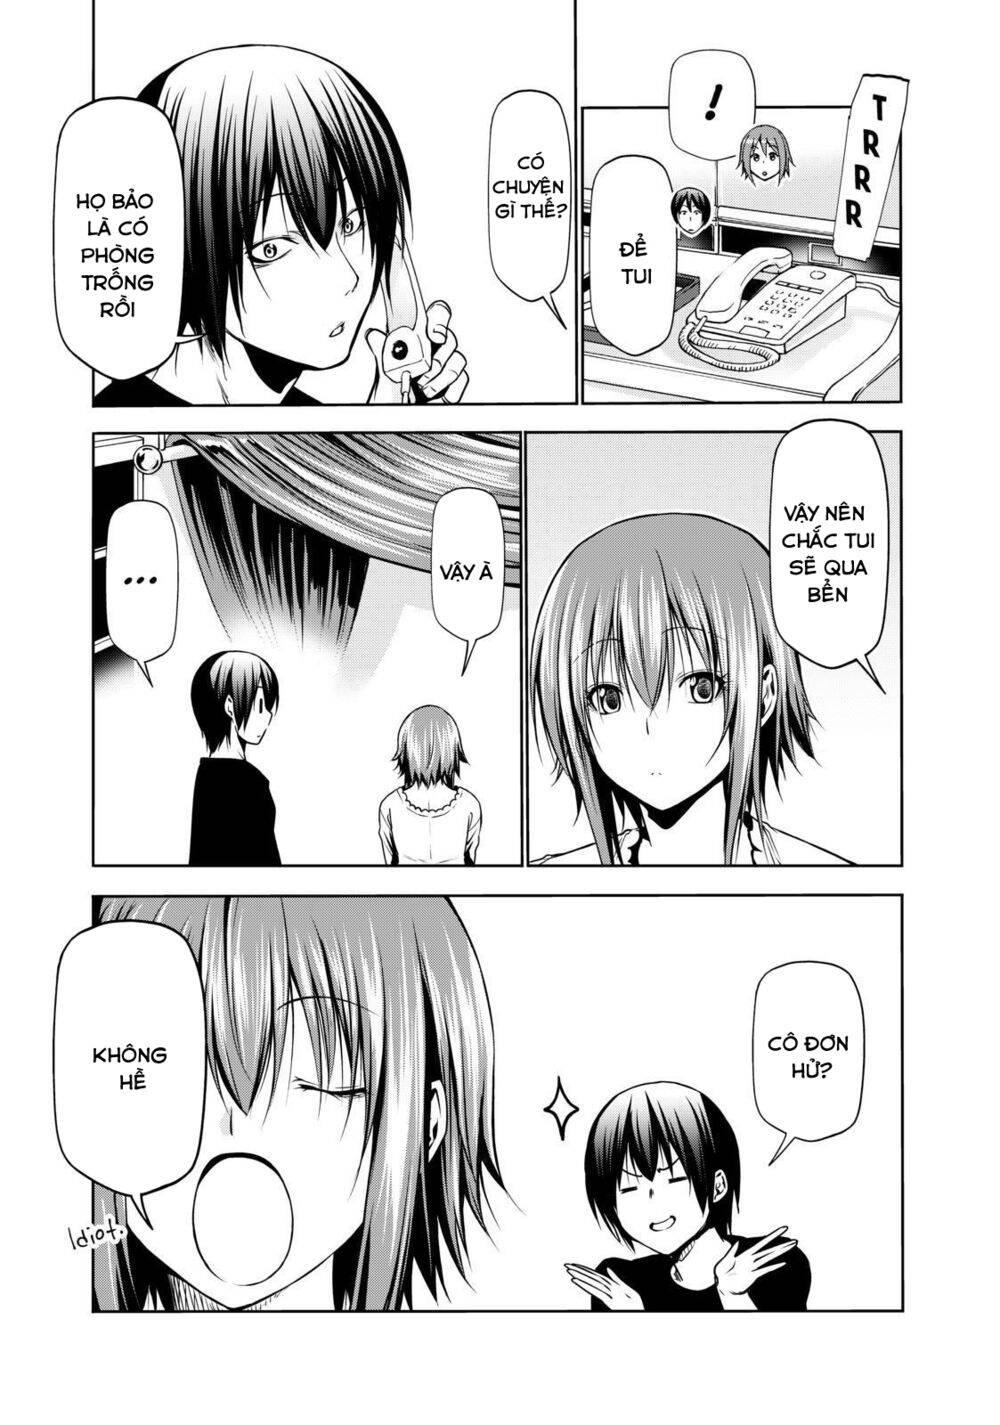 TRRR
!
ĐỂ
TUI
CÓ
CHUYỆN
GÌ THẾ?
HỌ BẢO
LÀ CÓ
PHÒNG
TRỐNG
RỒI
VẬY NÊN
CHẮC TUI
SẼ QUA
BỂN
VẬY À
...
CÔ ĐƠN
HỬ?
KHÔNG
HỀ
Idiot.